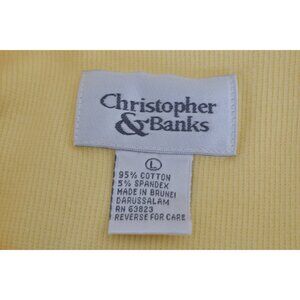 Christopher
& Banks
L
95% COTTON
5% SPANDEX
MADE IN BRUNEI
DARUSSALAM
RN 63823
REVERSE FOR CARE